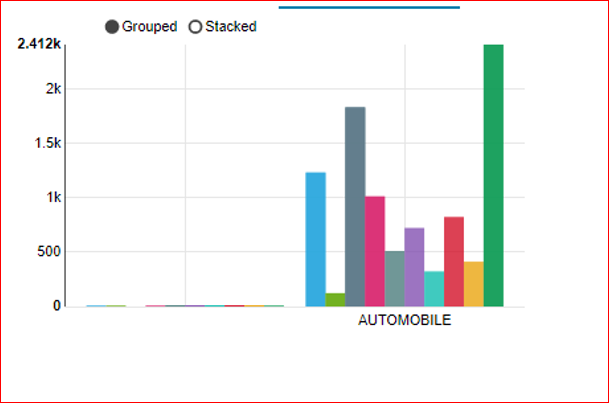 Grouped Stacked
2.412k
2k
1.5k
1k
500
0
AUTOMOBILE